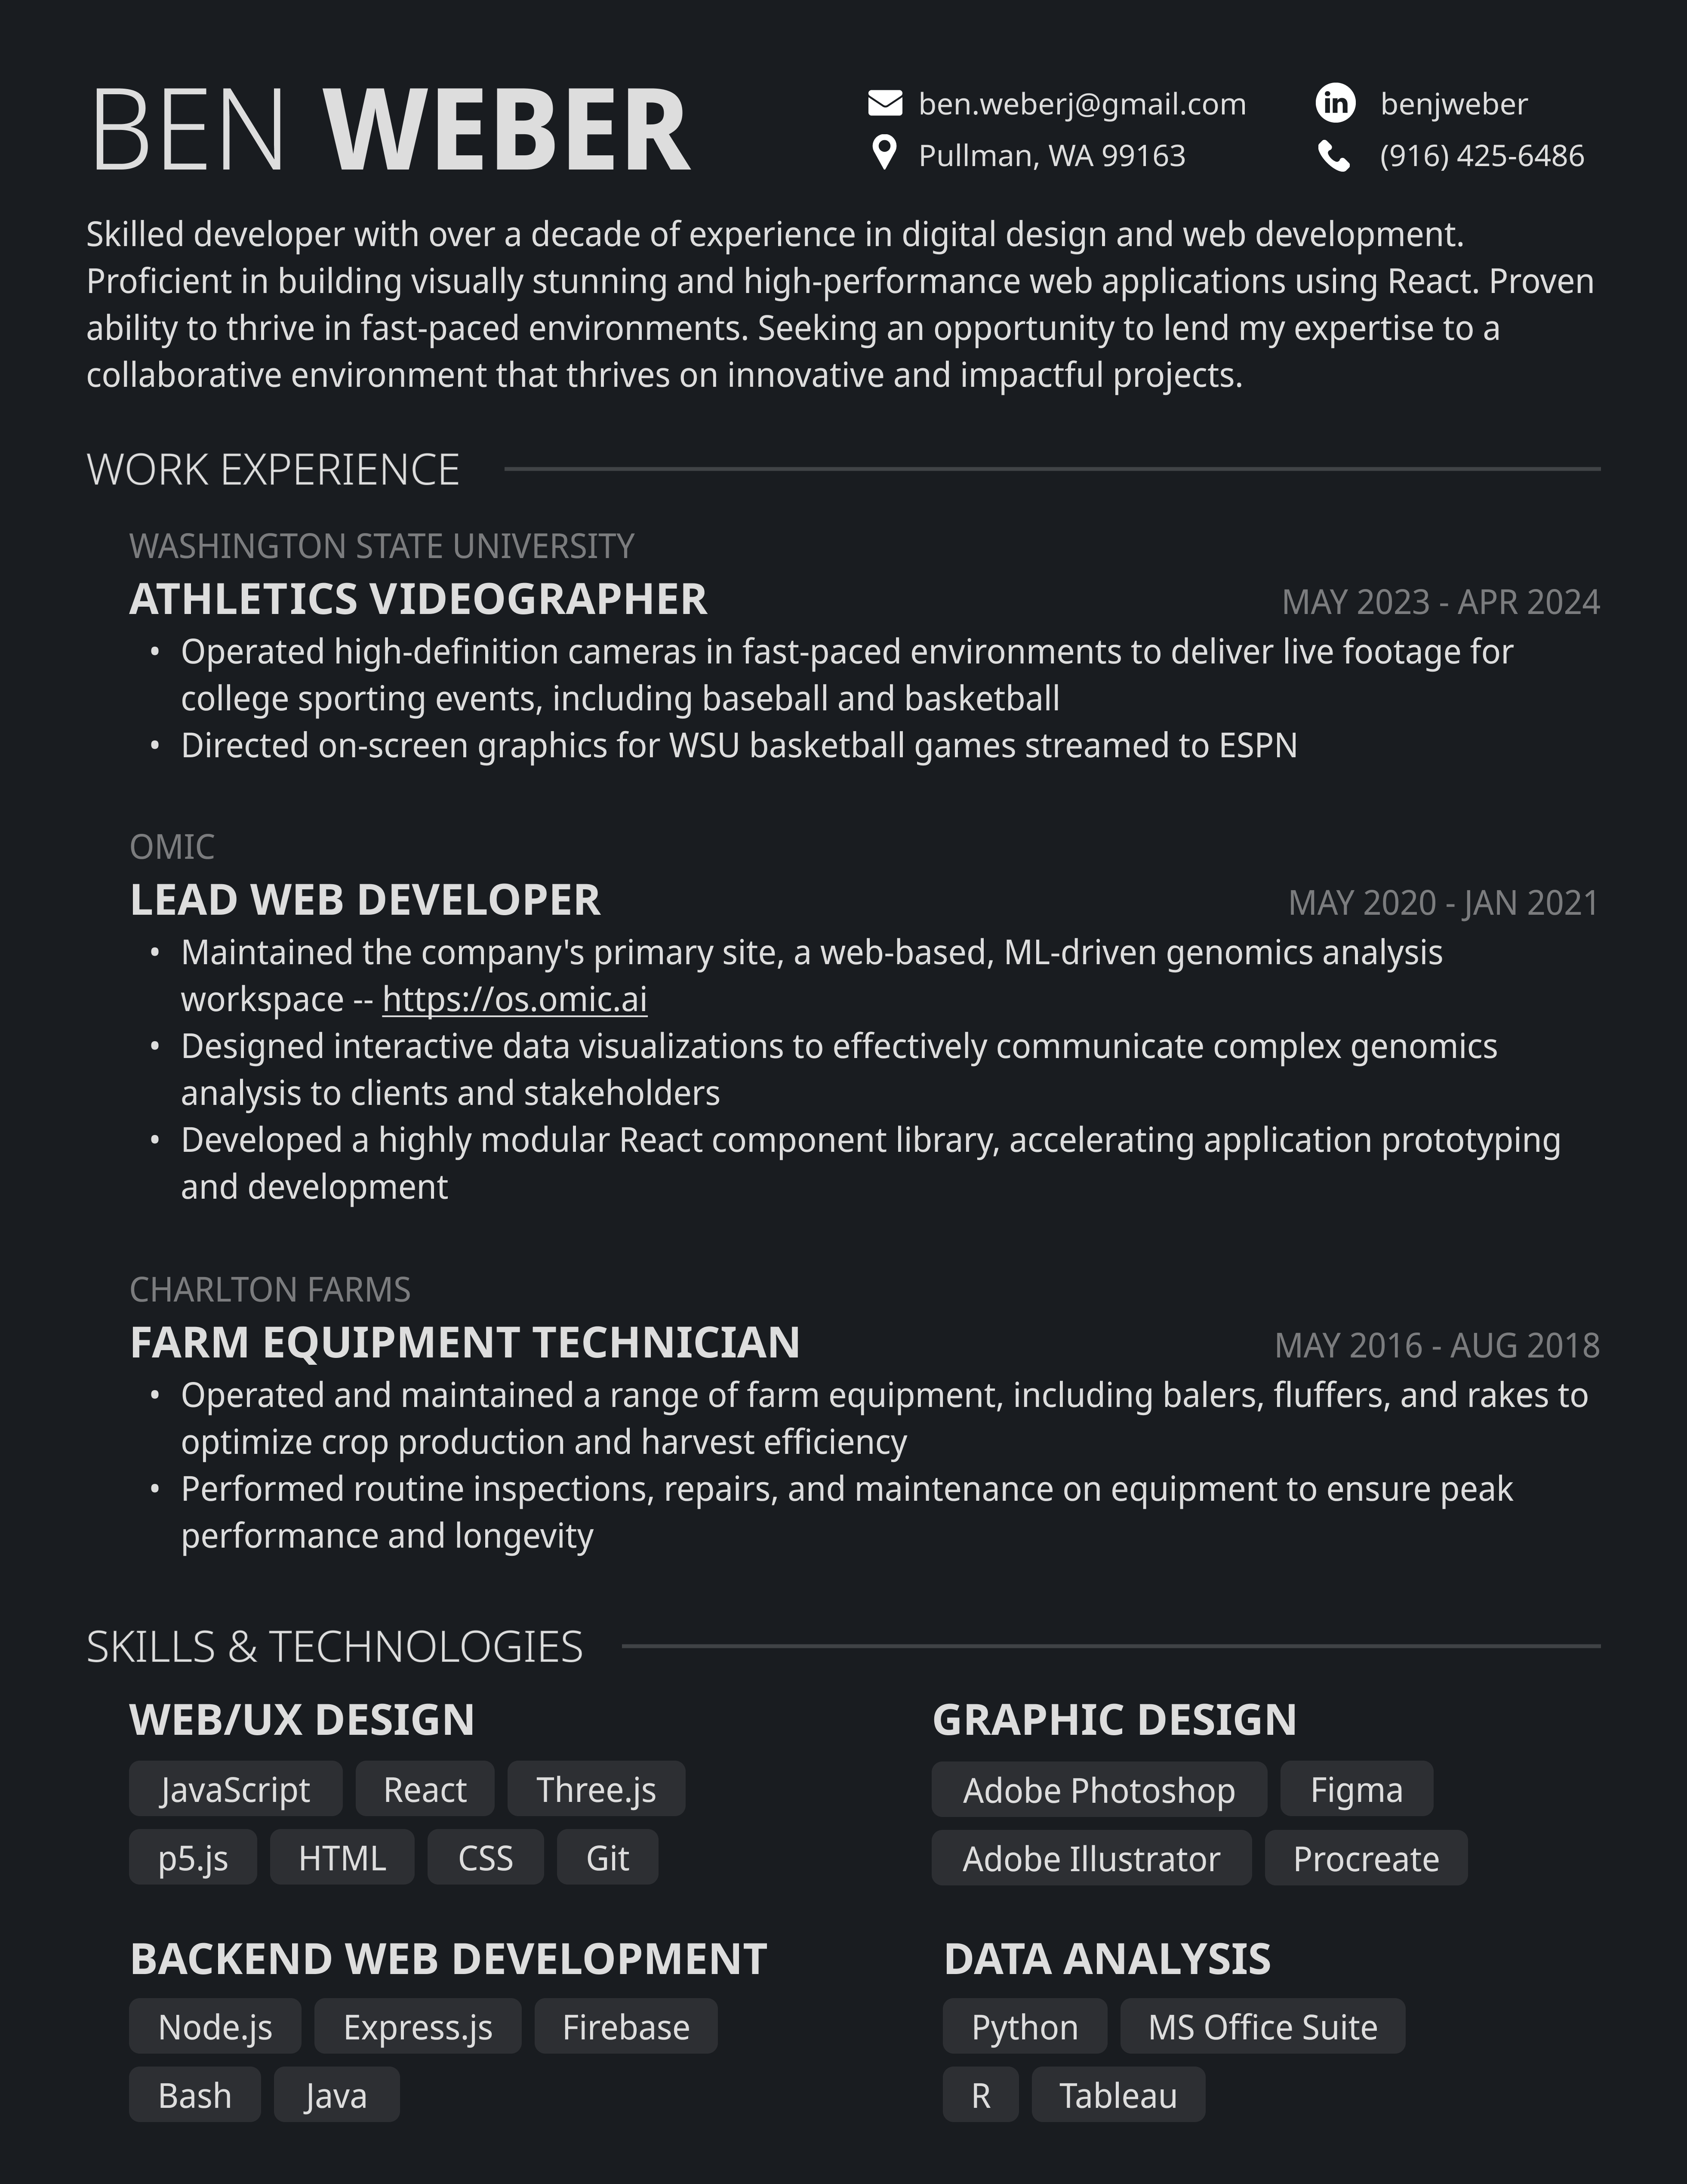 BEN WEBER
ben.weberj@gmail.com
in benjweber
Pullman, WA 99163
(916) 425-6486
Skilled developer with over a decade of experience in digital design and web development.
Proficient in building visually stunning and high-performance web applications using React. Proven
ability to thrive in fast-paced environments. Seeking an opportunity to lend my expertise to a
collaborative environment that thrives on innovative and impactful projects.
WORK EXPERIENCE
WASHINGTON STATE UNIVERSITY
ATHLETICS VIDEOGRAPHER
MAY 2023 - APR 2024
• Operated high-definition cameras in fast-paced environments to deliver live footage for
college sporting events, including baseball and basketball
• Directed on-screen graphics for WSU basketball games streamed to ESPN
OMIC
LEAD WEB DEVELOPER
MAY 2020 - JAN 2021
• Maintained the company's primary site, a web-based, ML-driven genomics analysis
workspace -- https://os.omic.ai
• Designed interactive data visualizations to effectively communicate complex genomics
analysis to clients and stakeholders
• Developed a highly modular React component library, accelerating application prototyping
and development
CHARLTON FARMS
FARM EQUIPMENT TECHNICIAN
MAY 2016 - AUG 2018
• Operated and maintained a range of farm equipment, including balers, fluffers, and rakes to
optimize crop production and harvest efficiency
• Performed routine inspections, repairs, and maintenance on equipment to ensure peak
performance and longevity
SKILLS & TECHNOLOGIES
WEB/UX DESIGN
JavaScript React Three.js
p5.js HTML CSS Git
GRAPHIC DESIGN
Adobe Photoshop Figma
Adobe Illustrator Procreate
BACKEND WEB DEVELOPMENT
Node.js Express.js Firebase
Bash Java
DATA ANALYSIS
Python MS Office Suite
R Tableau